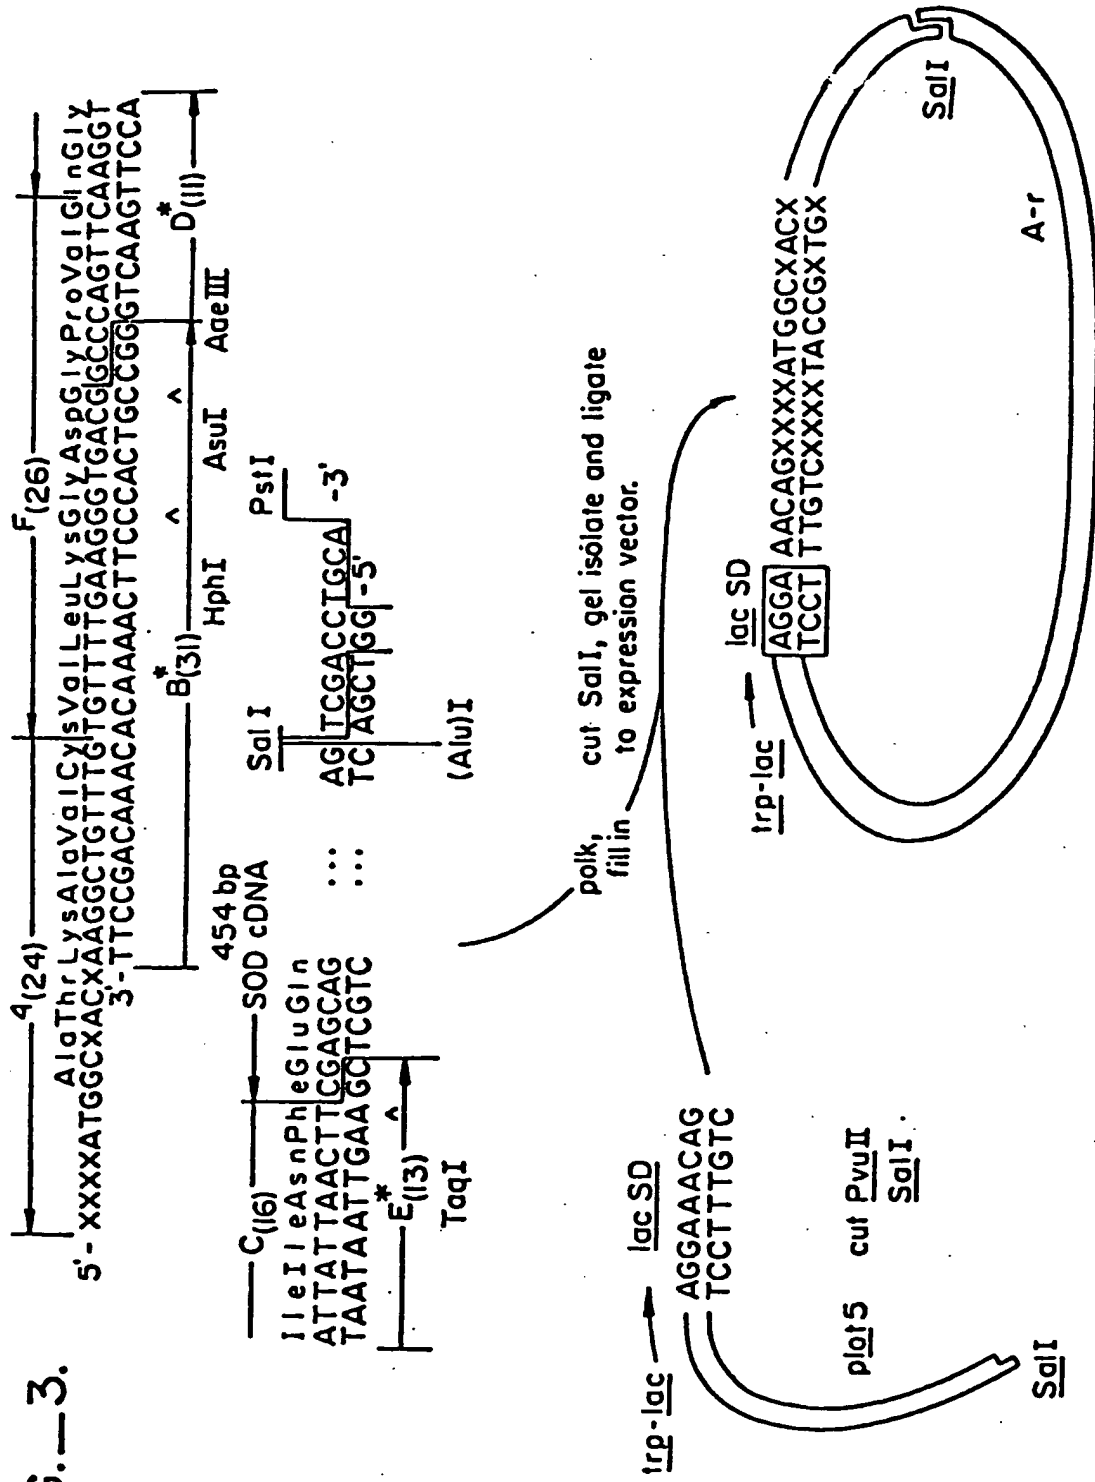 G.—3.
4(24) F(26)
AlaThrLysAlaValCysValLeuLysGlyAspGlyProValGlnGly
5'-XXXXATGGCXACXAAGGCTGTTTGTGTTTTGAAGGGTGACGGCCCAGTTCAAGGT
3'-TTCCGACAAACACAAAACTTCCCACTGCCGGGTCAAGTTCCA
B*(31) D*(11)
HphI ^ AsuI ^ AaeIII
C(16) 454 bp
SOD cDNA Sal I PstI
IleIleAsnPheGluGln
ATTATTAACTTCGAGCAG ... AGTCGACCTGCA-3'
TAATAATTGAAGCTCGTC ... TCAGCTGG-5'
E*(13) ^
TaqI (Alu)I
polk,
fill in
cut SalI, gel isolate and ligate
to expression vector.
trp-lac lac SD
AGGAAACAG
TCCTTTGTC
plot5 cut PvuII
SalI
SalI
trp-lac lac SD
AGGA AACAGXXXXATGGCXACX
TCCT TTGTCXXXXTACCGXTGX
SalI
A-r